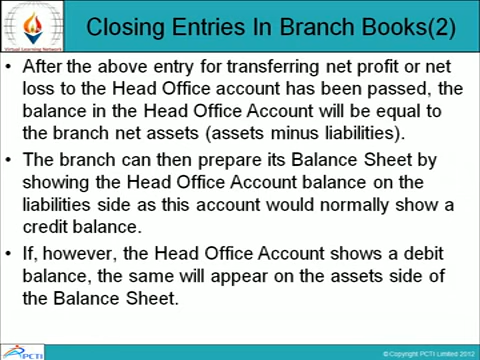 Closing Entries In Branch Books(2)
Virtual Learning Network
• After the above entry for transferring net profit or net
loss to the Head Office account has been passed, the
balance in the Head Office Account will be equal to
the branch net assets (assets minus liabilities).
• The branch can then prepare its Balance Sheet by
showing the Head Office Account balance on the
liabilities side as this account would normally show a
credit balance.
• If, however, the Head Office Account shows a debit
balance, the same will appear on the assets side of
the Balance Sheet.
PCTI
©Copyright PCTI Limited 2012